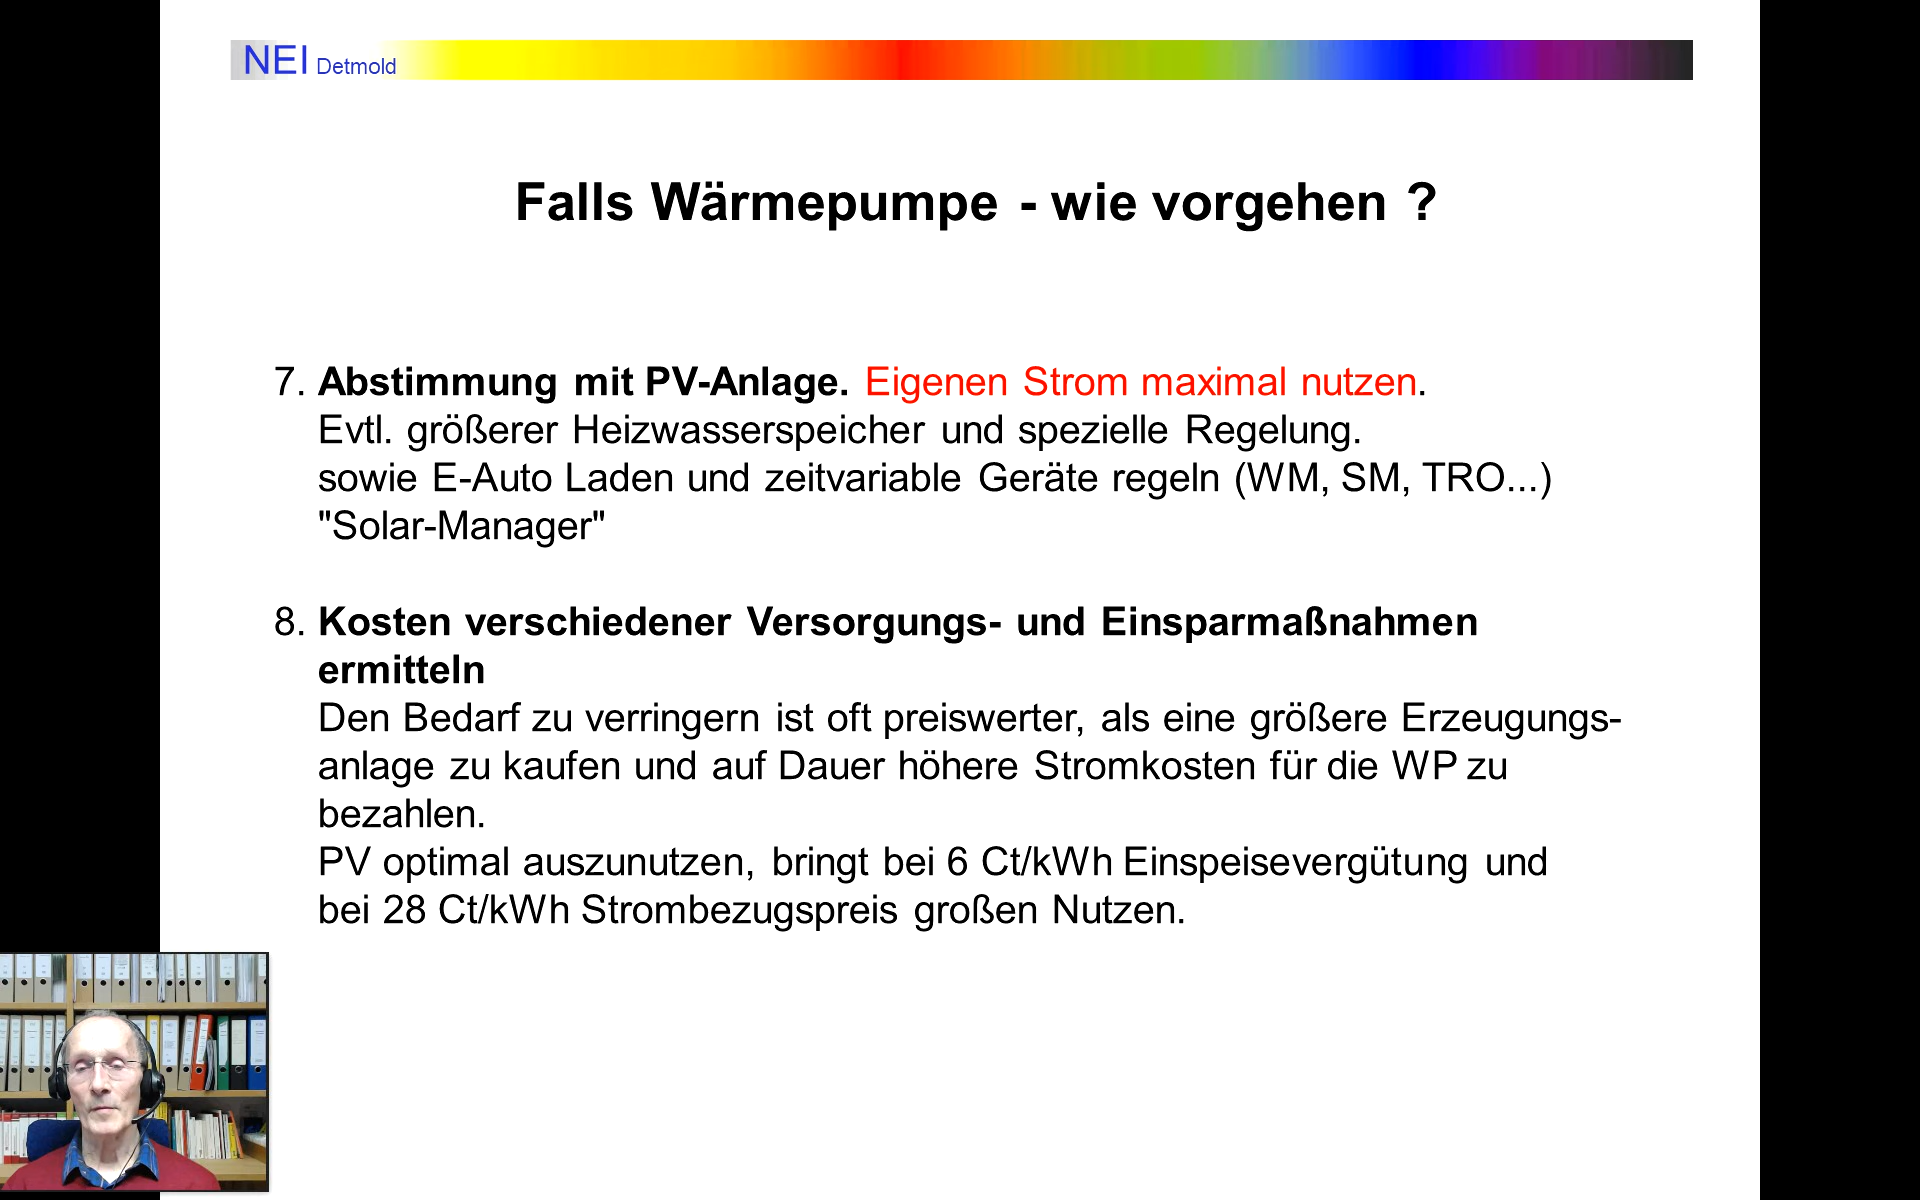 NEI Detmold
Falls Wärmepumpe - wie vorgehen ?
7. Abstimmung mit PV-Anlage. Eigenen Strom maximal nutzen.
Evtl. größerer Heizwasserspeicher und spezielle Regelung.
sowie E-Auto Laden und zeitvariable Geräte regeln (WM, SM, TRO...)
"Solar-Manager"
8. Kosten verschiedener Versorgungs- und Einsparmaßnahmen
ermitteln
Den Bedarf zu verringern ist oft preiswerter, als eine größere Erzeugungs-
anlage zu kaufen und auf Dauer höhere Stromkosten für die WP zu
bezahlen.
PV optimal auszunutzen, bringt bei 6 Ct/kWh Einspeisevergütung und
bei 28 Ct/kWh Strombezugspreis großen Nutzen.